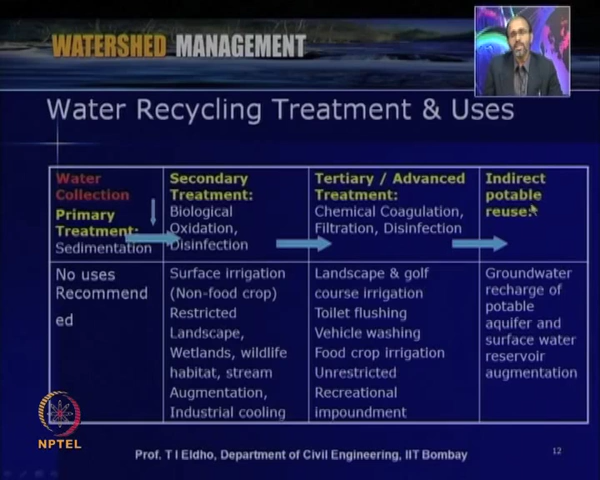 WATERSHED MANAGEMENT
Water Recycling Treatment & Uses
Water
Collection
Primary
Treatment:
Sedimentation
Secondary
Treatment:
Biological
Oxidation,
Disinfection
Tertiary / Advanced
Treatment:
Chemical Coagulation,
Filtration, Disinfection
Indirect
potable
reuse:
No uses
Recommend
ed
Surface irrigation
(Non-food crop)
Restricted
Landscape,
Wetlands, wildlife
habitat, stream
Augmentation,
Industrial cooling
Landscape & golf
course irrigation
Toilet flushing
Vehicle washing
Food crop irrigation
Unrestricted
Recreational
impoundment
Groundwater
recharge of
potable
aquifer and
surface water
reservoir
augmentation
NPTEL
Prof. T I Eldho, Department of Civil Engineering, IIT Bombay
12